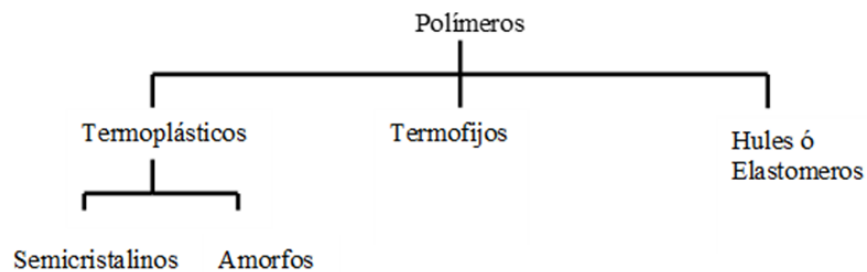 Polímeros
Termoplásticos
Termofijos
Hules ó
Elastomeros
Semicristalinos
Amorfos